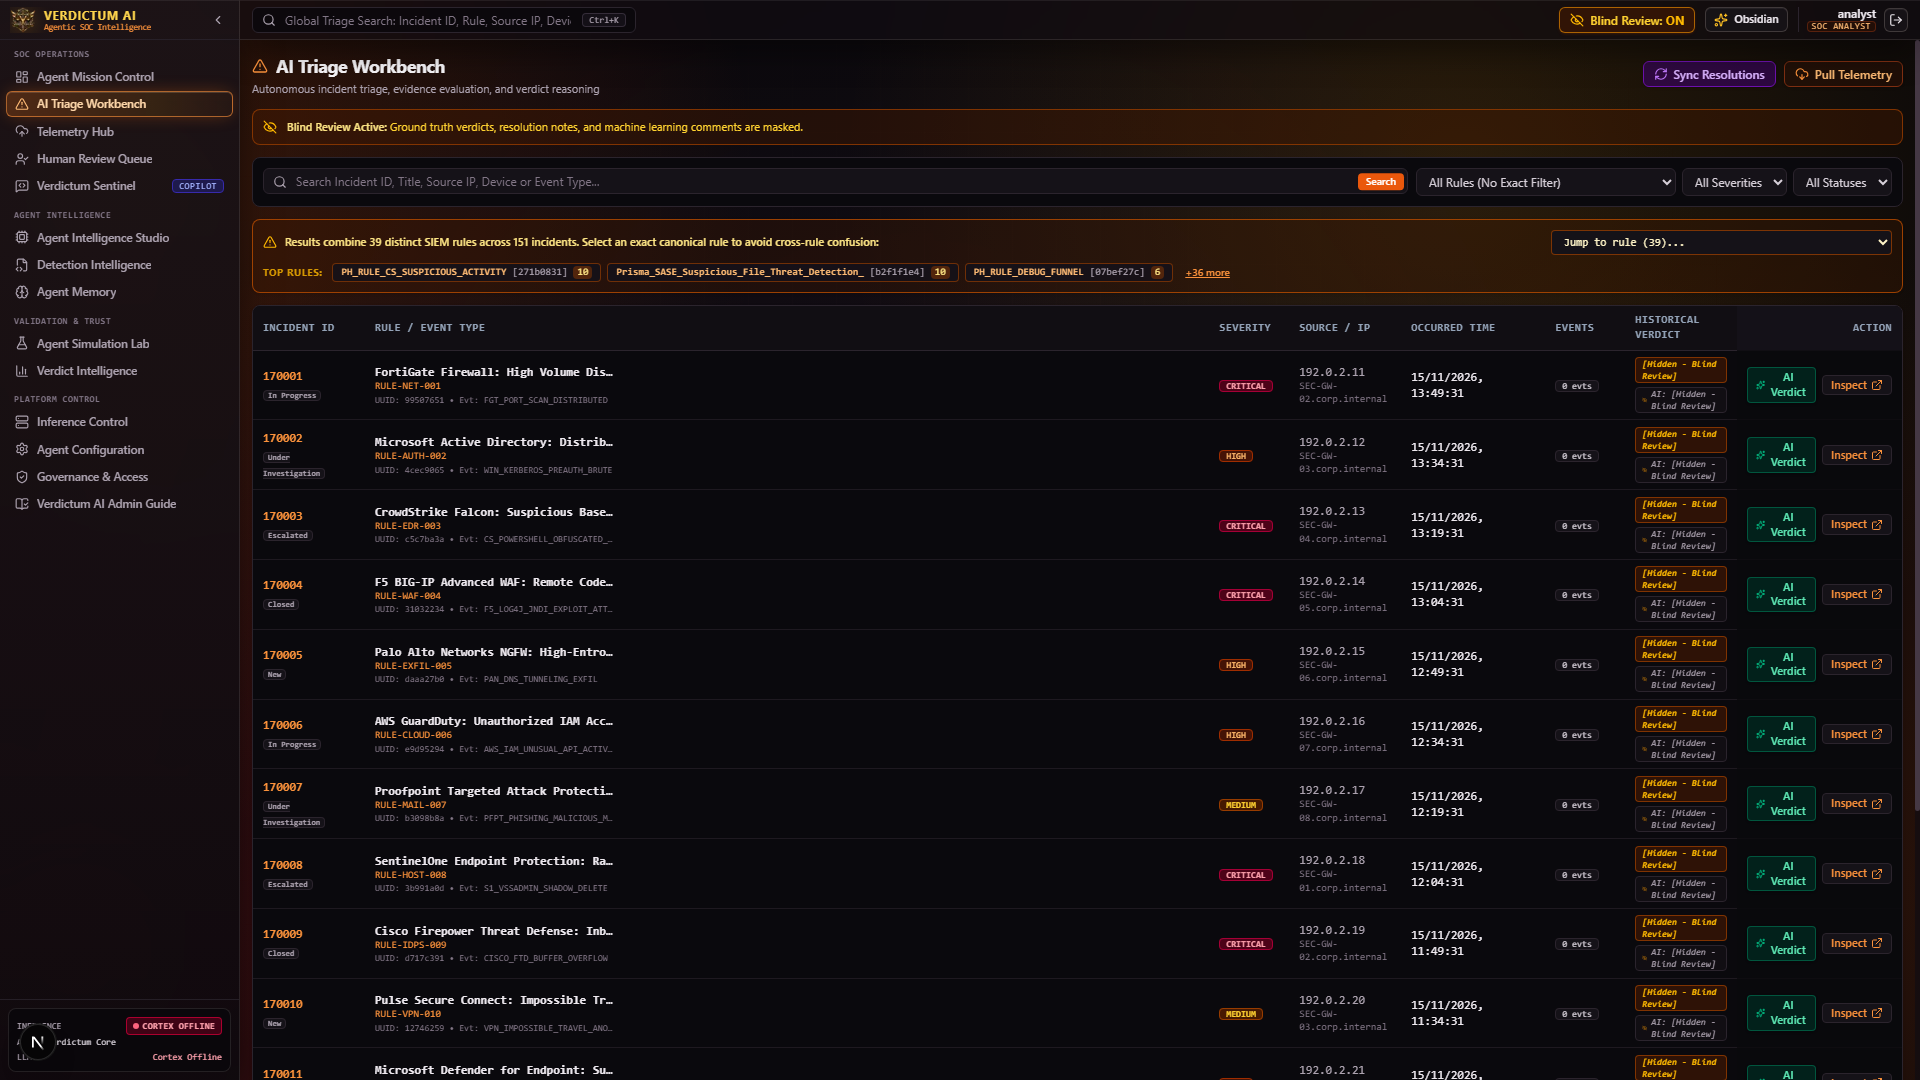 VERDICTUM AI
Agentic SOC Intelligence
SOC OPERATIONS
Agent Mission Control
AI Triage Workbench
Telemetry Hub
Human Review Queue
Verdictum Sentinel COPILOT
AGENT INTELLIGENCE
Agent Intelligence Studio
Detection Intelligence
Agent Memory
VALIDATION & TRUST
Agent Simulation Lab
Verdict Intelligence
PLATFORM CONTROL
Inference Control
Agent Configuration
Governance & Access
Verdictum AI Admin Guide
CORTEX OFFLINE
N
rdictum Core
Cortex Offline
Global Triage Search: Incident ID, Rule, Source IP, Ctrl+K
Blind Review: ON
Obsidian
analyst
SOC ANALYST
AI Triage Workbench
Autonomous incident triage, evidence evaluation, and verdict reasoning
Sync Resolutions
Pull Telemetry
Blind Review Active: Ground truth verdicts, resolution notes, and machine learning comments are masked.
Search Incident ID, Title, Source IP, Device or Event Type...
Search
All Rules (No Exact Filter)
All Severities
All Statuses
Results combine 39 distinct SIEM rules across 151 incidents. Select an exact canonical rule to avoid cross-rule confusion:
Jump to rule (39)...
TOP RULES: PH_RULE_CS_SUSPICIOUS_ACTIVITY [271b0831] 10 Prisma_SASE_Suspicious_File_Threat_Detection_ [b2f1f1e4] 10 PH_RULE_DEBUG_FUNNEL [07bef27c] 6 +36 more
INCIDENT ID RULE / EVENT TYPE SEVERITY SOURCE / IP OCCURRED TIME EVENTS HISTORICAL VERDICT ACTION
170001
In Progress
FortiGate Firewall: High Volume Dis…
RULE-NET-001
UUID: 99507651 • Evt: FGT_PORT_SCAN_DISTRIBUTED
CRITICAL
192.0.2.11
SEC-GW-
02.corp.internal
15/11/2026,
13:49:31
0 evts
[Hidden - Blind
Review]
AI: [Hidden -
Blind Review]
AI
Verdict
Inspect
170002
Under
Investigation
Microsoft Active Directory: Distrib…
RULE-AUTH-002
UUID: 4cec9065 • Evt: WIN_KERBEROS_PREAUTH_BRUTE
HIGH
192.0.2.12
SEC-GW-
03.corp.internal
15/11/2026,
13:34:31
0 evts
[Hidden - Blind
Review]
AI: [Hidden -
Blind Review]
AI
Verdict
Inspect
170003
Escalated
CrowdStrike Falcon: Suspicious Base…
RULE-EDR-003
UUID: c5c7ba3a • Evt: CS_POWERSHELL_OBFUSCATED_…
CRITICAL
192.0.2.13
SEC-GW-
04.corp.internal
15/11/2026,
13:19:31
0 evts
[Hidden - Blind
Review]
AI: [Hidden -
Blind Review]
AI
Verdict
Inspect
170004
Closed
F5 BIG-IP Advanced WAF: Remote Code…
RULE-WAF-004
UUID: 31032234 • Evt: F5_LOG4J_JNDI_EXPLOIT_ATT…
CRITICAL
192.0.2.14
SEC-GW-
05.corp.internal
15/11/2026,
13:04:31
0 evts
[Hidden - Blind
Review]
AI: [Hidden -
Blind Review]
AI
Verdict
Inspect
170005
New
Palo Alto Networks NGFW: High-Entro…
RULE-EXFIL-005
UUID: daaa27b0 • Evt: PAN_DNS_TUNNELING_EXFIL
HIGH
192.0.2.15
SEC-GW-
06.corp.internal
15/11/2026,
12:49:31
0 evts
[Hidden - Blind
Review]
AI: [Hidden -
Blind Review]
AI
Verdict
Inspect
170006
In Progress
AWS GuardDuty: Unauthorized IAM Acc…
RULE-CLOUD-006
UUID: e9d95294 • Evt: AWS_IAM_UNUSUAL_API_ACTIV…
HIGH
192.0.2.16
SEC-GW-
07.corp.internal
15/11/2026,
12:34:31
0 evts
[Hidden - Blind
Review]
AI: [Hidden -
Blind Review]
AI
Verdict
Inspect
170007
Under
Investigation
Proofpoint Targeted Attack Protecti…
RULE-MAIL-007
UUID: b3098b8a • Evt: PFPT_PHISHING_MALICIOUS_M…
MEDIUM
192.0.2.17
SEC-GW-
08.corp.internal
15/11/2026,
12:19:31
0 evts
[Hidden - Blind
Review]
AI: [Hidden -
Blind Review]
AI
Verdict
Inspect
170008
Escalated
SentinelOne Endpoint Protection: Ra…
RULE-HOST-008
UUID: 3b991a0d • Evt: S1_VSSADMIN_SHADOW_DELETE
CRITICAL
192.0.2.18
SEC-GW-
01.corp.internal
15/11/2026,
12:04:31
0 evts
[Hidden - Blind
Review]
AI: [Hidden -
Blind Review]
AI
Verdict
Inspect
170009
Closed
Cisco Firepower Threat Defense: Inb…
RULE-IDPS-009
UUID: d717c391 • Evt: CISCO_FTD_BUFFER_OVERFLOW
CRITICAL
192.0.2.19
SEC-GW-
02.corp.internal
15/11/2026,
11:49:31
0 evts
[Hidden - Blind
Review]
AI: [Hidden -
Blind Review]
AI
Verdict
Inspect
170010
New
Pulse Secure Connect: Impossible Tr…
RULE-VPN-010
UUID: 12746259 • Evt: VPN_IMPOSSIBLE_TRAVEL_ANO…
MEDIUM
192.0.2.20
SEC-GW-
03.corp.internal
15/11/2026,
11:34:31
0 evts
[Hidden - Blind
Review]
AI: [Hidden -
Blind Review]
AI
Verdict
Inspect
170011
Microsoft Defender for Endpoint: Su…
192.0.2.21
15/11/2026,
[Hidden - Blind
Review]
AI